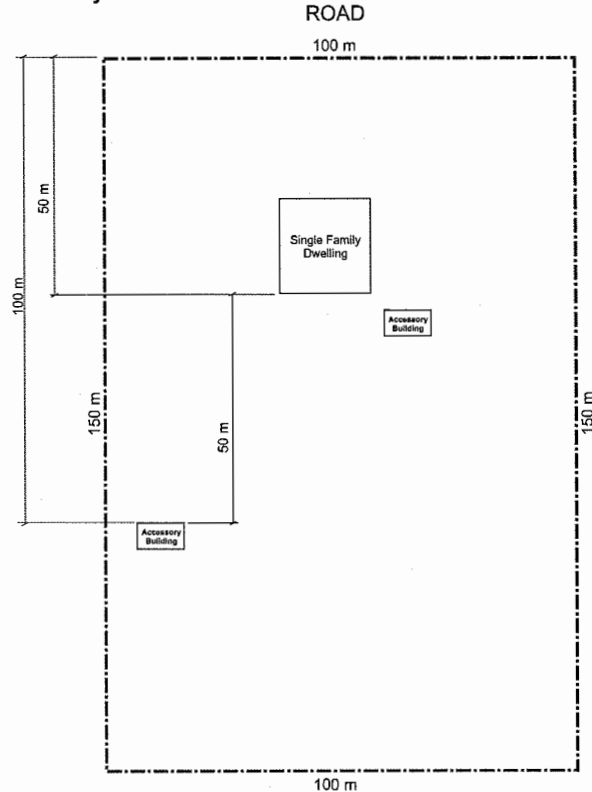 ROAD
100 m
50 m
Single Family
Dwelling
100 m
Accessory
Building
150 m
150 m
50 m
Accessory
Building
100 m